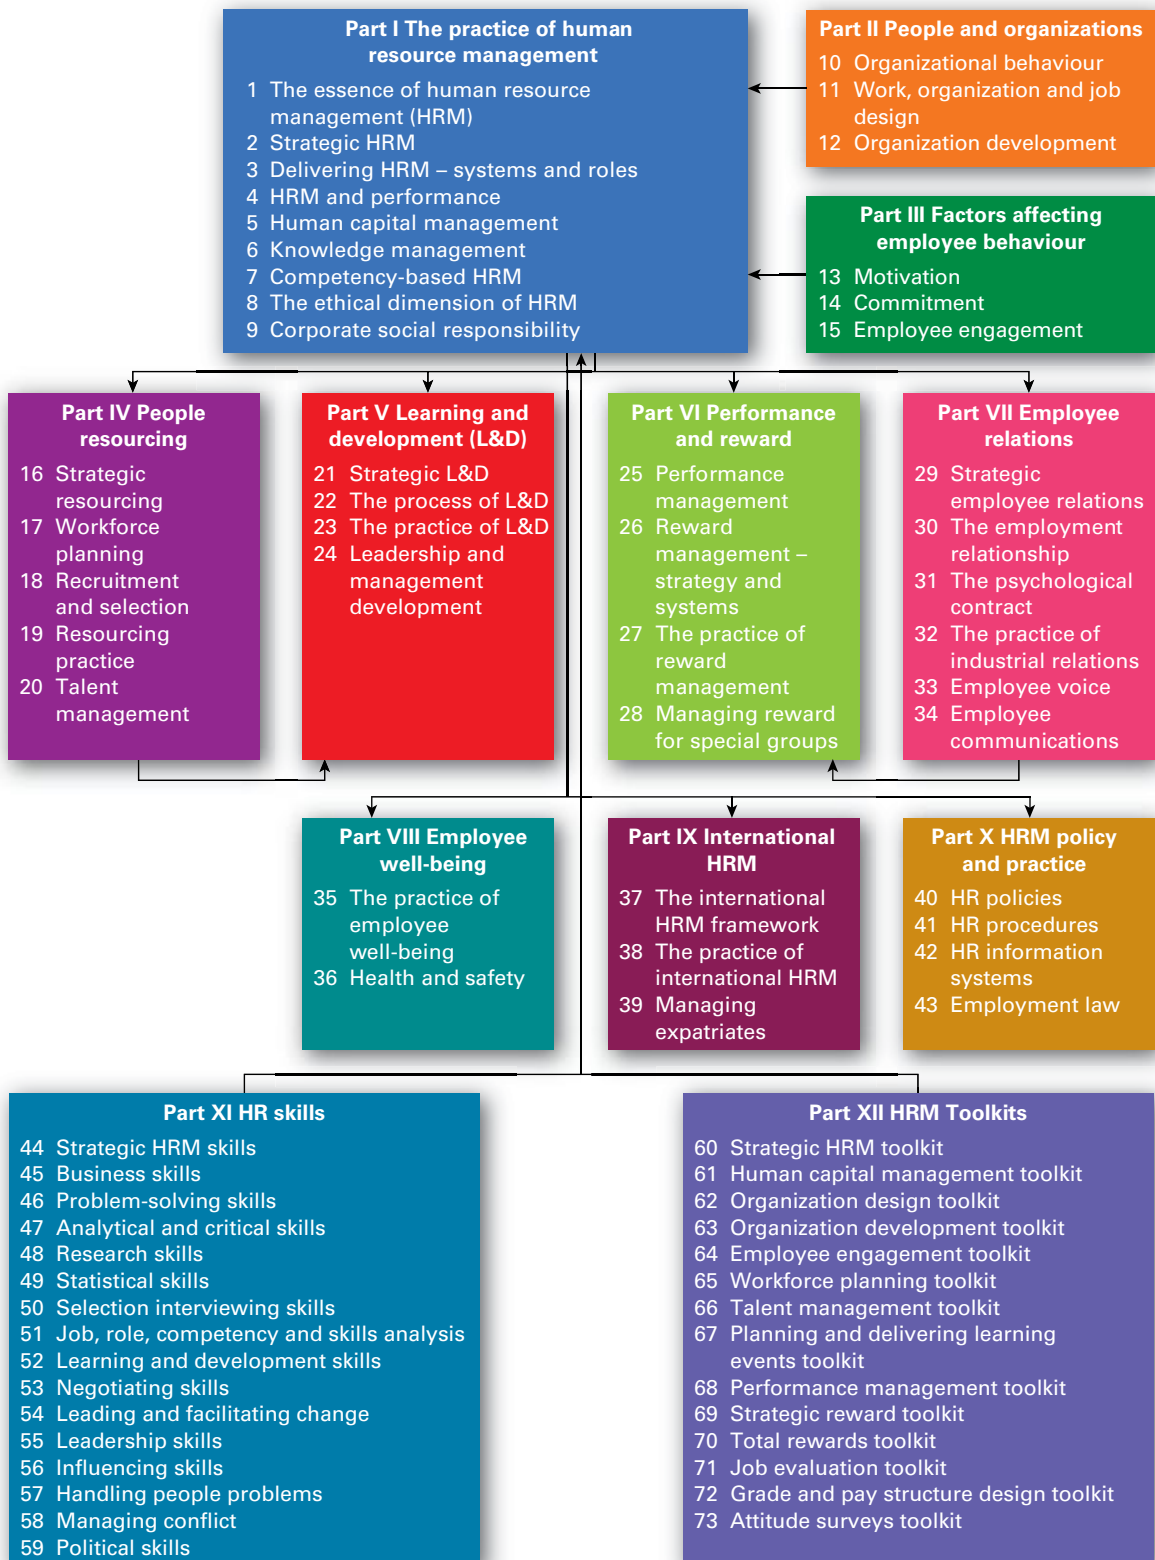 Part I The practice of human
resource management
1 The essence of human resource
management (HRM)
2 Strategic HRM
3 Delivering HRM – systems and roles
4 HRM and performance
5 Human capital management
6 Knowledge management
7 Competency-based HRM
8 The ethical dimension of HRM
9 Corporate social responsibility
Part II People and organizations
10 Organizational behaviour
11 Work, organization and job
design
12 Organization development
Part III Factors affecting
employee behaviour
13 Motivation
14 Commitment
15 Employee engagement
Part IV People
resourcing
16 Strategic
resourcing
17 Workforce
planning
18 Recruitment
and selection
19 Resourcing
practice
20 Talent
management
Part V Learning and
development (L&D)
21 Strategic L&D
22 The process of L&D
23 The practice of L&D
24 Leadership and
management
development
Part VI Performance
and reward
25 Performance
management
26 Reward
management –
strategy and
systems
27 The practice of
reward
management
28 Managing reward
for special groups
Part VII Employee
relations
29 Strategic
employee relations
30 The employment
relationship
31 The psychological
contract
32 The practice of
industrial relations
33 Employee voice
34 Employee
communications
Part VIII Employee
well-being
35 The practice of
employee
well-being
36 Health and safety
Part IX International
HRM
37 The international
HRM framework
38 The practice of
international HRM
39 Managing
expatriates
Part X HRM policy
and practice
40 HR policies
41 HR procedures
42 HR information
systems
43 Employment law
Part XI HR skills
44 Strategic HRM skills
45 Business skills
46 Problem-solving skills
47 Analytical and critical skills
48 Research skills
49 Statistical skills
50 Selection interviewing skills
51 Job, role, competency and skills analysis
52 Learning and development skills
53 Negotiating skills
54 Leading and facilitating change
55 Leadership skills
56 Influencing skills
57 Handling people problems
58 Managing conflict
59 Political skills
Part XII HRM Toolkits
60 Strategic HRM toolkit
61 Human capital management toolkit
62 Organization design toolkit
63 Organization development toolkit
64 Employee engagement toolkit
65 Workforce planning toolkit
66 Talent management toolkit
67 Planning and delivering learning
events toolkit
68 Performance management toolkit
69 Strategic reward toolkit
70 Total rewards toolkit
71 Job evaluation toolkit
72 Grade and pay structure design toolkit
73 Attitude surveys toolkit